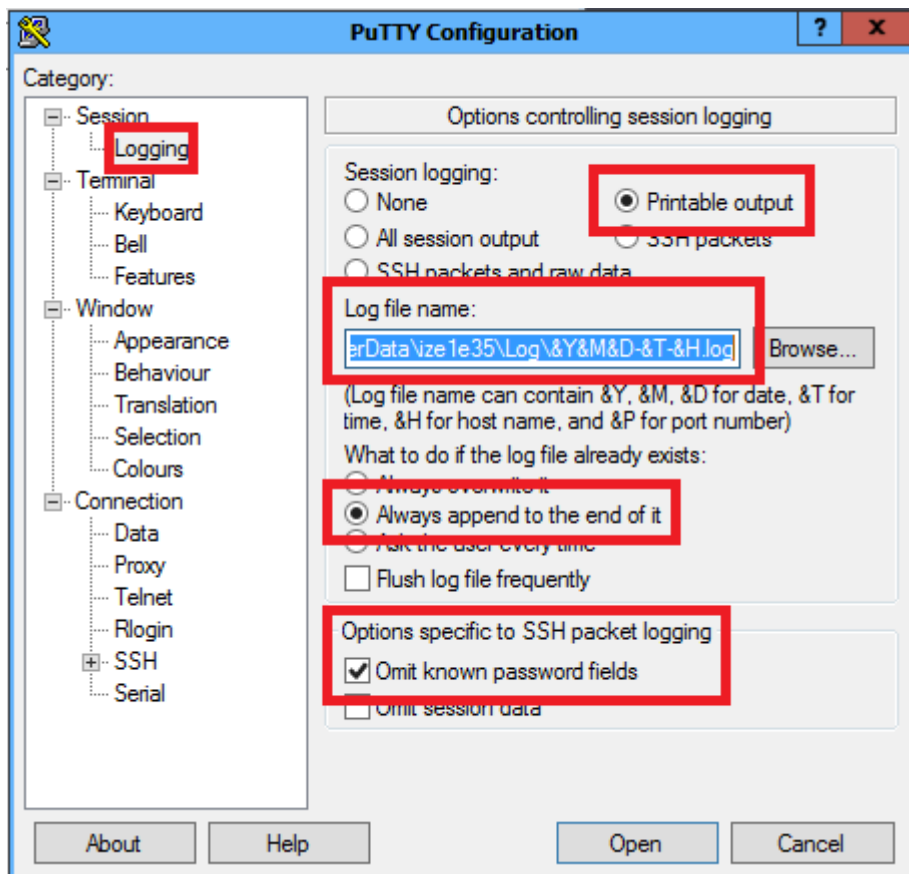 PuTTY Configuration
? x
Category:
Session
Logging
Terminal
Keyboard
Bell
Features
Window
Appearance
Behaviour
Translation
Selection
Colours
Connection
Data
Proxy
Telnet
Rlogin
SSH
Serial
Options controlling session logging
Session logging:
None
Printable output
All session output
SSH packets
SSH packets and raw data
Log file name:
erData\ize1e35\Log\&Y&M&D-&T-&H.log
Browse...
(Log file name can contain &Y, &M, &D for date, &T for
time, &H for host name, and &P for port number)
What to do if the log file already exists:
Always overwrite it
Always append to the end of it
Ask the user every time
Flush log file frequently
Options specific to SSH packet logging
Omit known password fields
Omit session data
About
Help
Open
Cancel